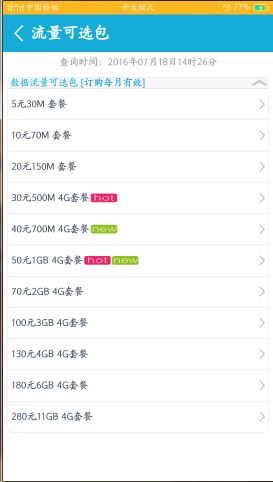 中国移动 开发模式 77%
流量可选包
查询时间：2016年07月18日14时26分
数据流量可选包 [订购每月有效]
5元30M 套餐
10元70M 套餐
20元150M 套餐
30元500M 4G套餐 hot
40元700M 4G套餐 new
50元1GB 4G套餐 hot new
70元2GB 4G套餐
100元3GB 4G套餐
130元4GB 4G套餐
180元6GB 4G套餐
280元11GB 4G套餐